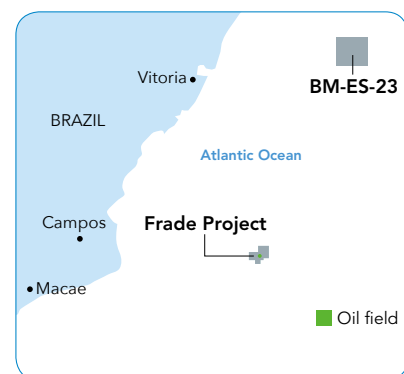 Vitoria
BM-ES-23
BRAZIL
Atlantic Ocean
Campos
Frade Project
Macae
Oil field